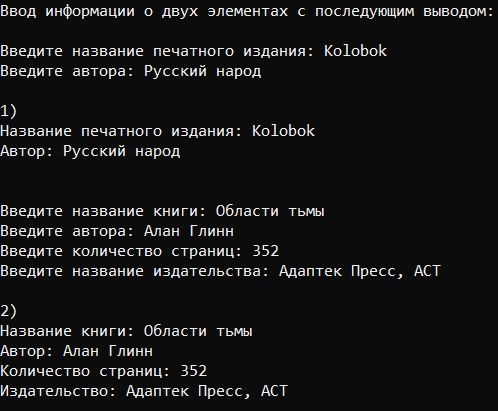 Ввод информации о двух элементах с последующим выводом:
Введите название печатного издания: Kolobok
Введите автора: Русский народ
1)
Название печатного издания: Kolobok
Автор: Русский народ
Введите название книги: Области тьмы
Введите автора: Алан Глинн
Введите количество страниц: 352
Введите название издательства: Адаптек Пресс, АСТ
2)
Название книги: Области тьмы
Автор: Алан Глинн
Количество страниц: 352
Издательство: Адаптек Пресс, АСТ